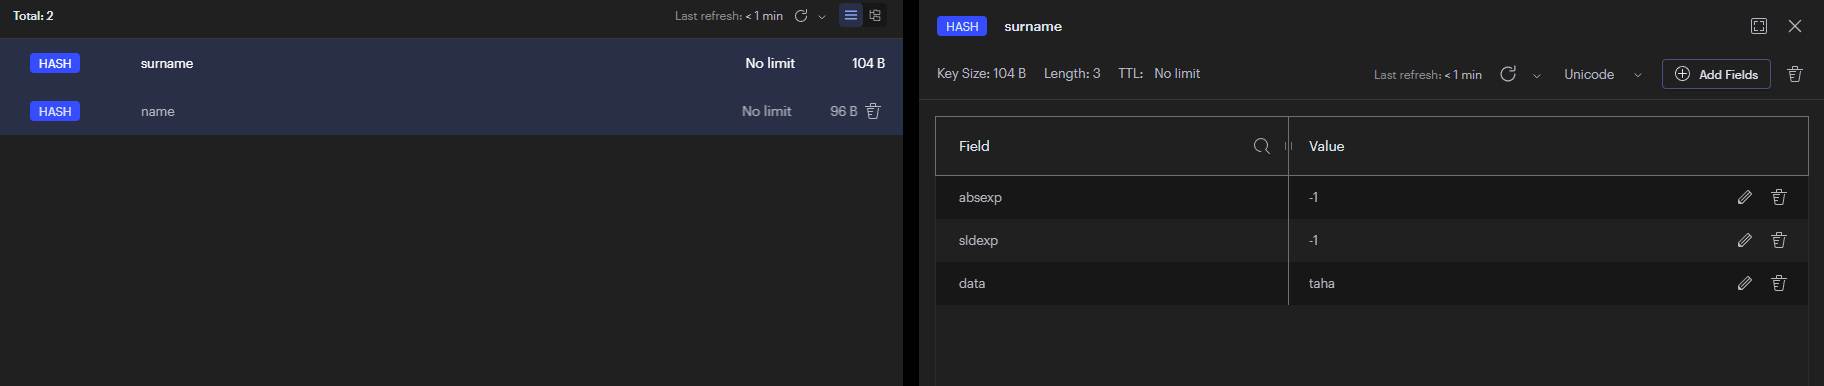 Total: 2
Last refresh: < 1 min
HASH surname No limit 104 B
HASH name No limit 96 B
HASH surname
Key Size: 104 B Length: 3 TTL: No limit
Last refresh: < 1 min Unicode Add Fields
Field Value
absexp -1
sldexp -1
data taha